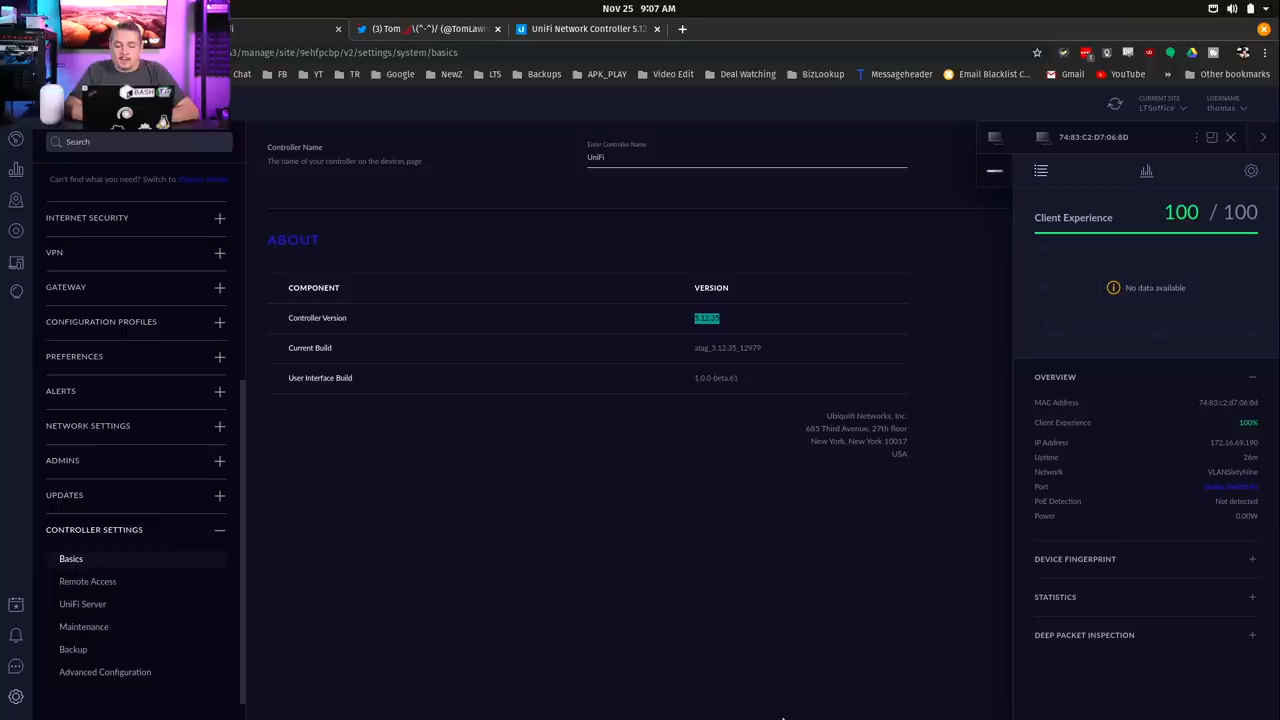 Nov 25 9:07 AM
(3) Tom \(^-^)/ (@TomLawr
UniFi Network Controller 5.12
3/manage/site/9ehfpcbp/v2/settings/system/basics
Chat
FB
YT
TR
Google
NewZ
LTS
Backups
APK_PLAY
Video Edit
Deal Watching
BizLookup
Messageheader
Email Blacklist C...
Gmail
YouTube
»
Other bookmarks
CURRENT SITE
LTSoffice
USERNAME
thomas
BASH
Search
Can't find what you need? Switch to
INTERNET SECURITY
VPN
GATEWAY
CONFIGURATION PROFILES
PREFERENCES
ALERTS
NETWORK SETTINGS
ADMINS
UPDATES
CONTROLLER SETTINGS
Basics
Remote Access
UniFi Server
Maintenance
Backup
Advanced Configuration
Controller Name
The name of your controller on the devices page
Enter Controller Name
UniFi
ABOUT
COMPONENT VERSION
Controller Version 5.12.35
Current Build atag_5.12.35_12979
User Interface Build 1.0.0-beta.61
Ubiquiti Networks, Inc.
685 Third Avenue, 27th floor
New York, New York 10017
USA
74:83:C2:D7:06:8D
Client Experience 100 / 100
No data available
OVERVIEW
MAC Address 74:83:c2:d7:06:8d
Client Experience 100%
IP Address 172.16.69.190
Uptime 26m
Network VLANSixtyNine
Port
PoE Detection Not detected
Power 0.00W
DEVICE FINGERPRINT
STATISTICS
DEEP PACKET INSPECTION